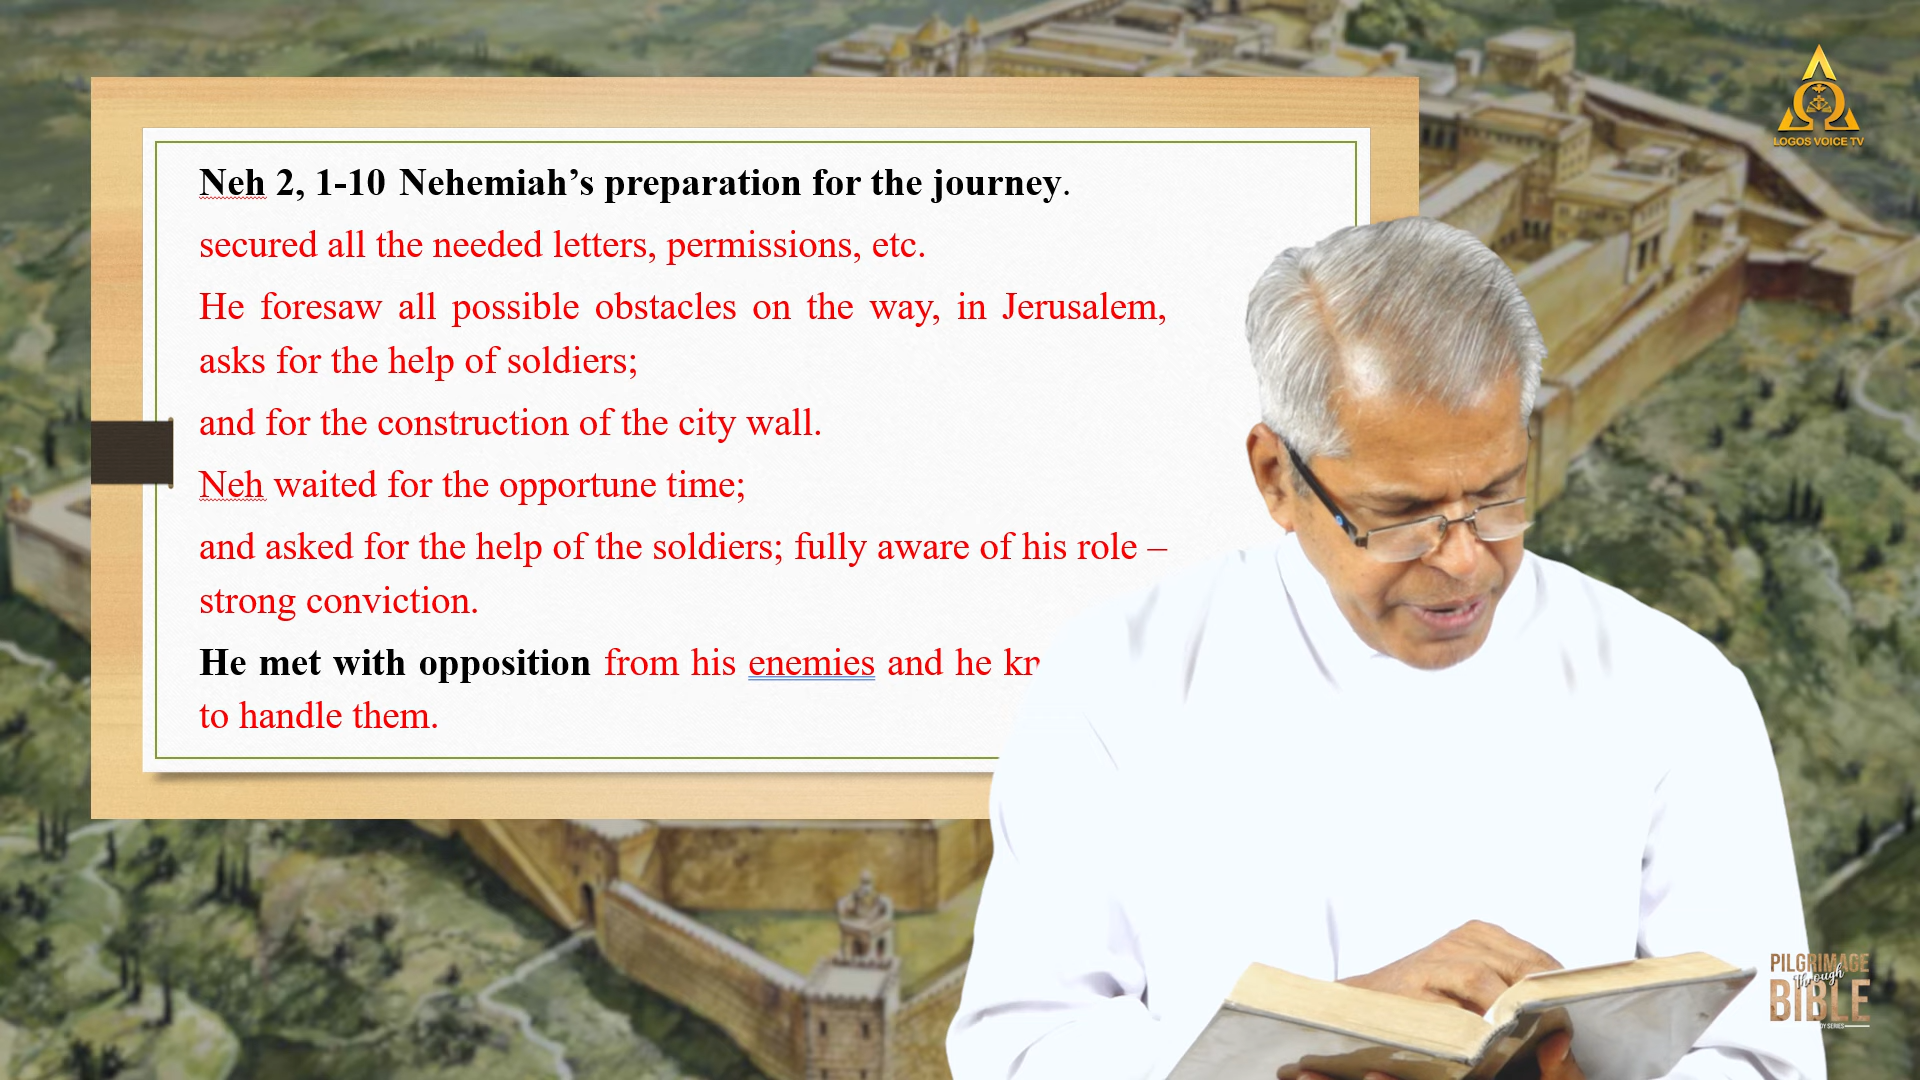 Neh 2, 1-10 Nehemiah’s preparation for the journey.
secured all the needed letters, permissions, etc.
He foresaw all possible obstacles on the way, in Jerusalem,
asks for the help of soldiers;
and for the construction of the city wall.
Neh waited for the opportune time;
and asked for the help of the soldiers; fully aware of his role –
strong conviction.
He met with opposition from his enemies and he
to handle them.
LOGOS VOICE TV
PILGRIMAGE
Through
BIBLE